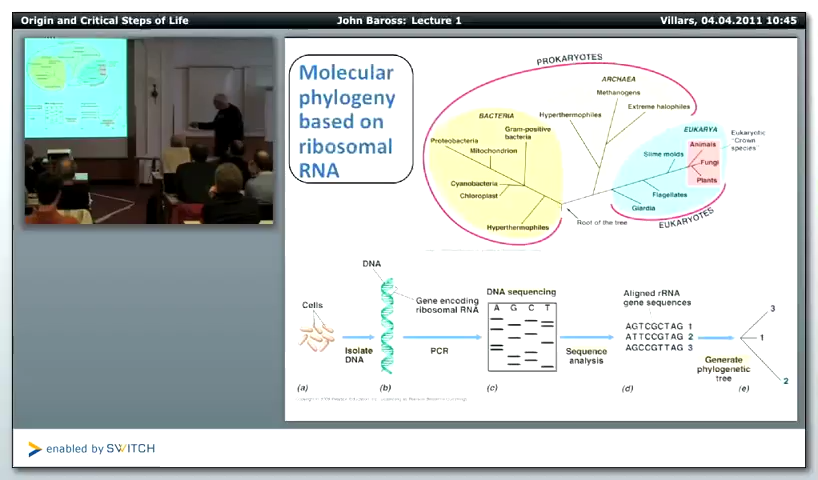 Origin and Critical Steps of Life
John Baross: Lecture 1
Villars, 04.04.2011 10:45
Molecular
phylogeny
based on
ribosomal
RNA
PROKARYOTES
ARCHAEA
Methanogens
Extreme halophiles
Hyperthermophiles
BACTERIA
Gram-positive
bacteria
Proteobacteria
Mitochondrion
Cyanobacteria
Chloroplast
Hyperthermophiles
EUKARYA
Eukaryotic
"Crown
species"
Animals
Slime molds
Fungi
Plants
Flagellates
Giardia
EUKARYOTES
Root of the tree
DNA
Cells
Gene encoding
ribosomal RNA
Isolate
DNA
PCR
DNA sequencing
A G C T
Sequence
analysis
Aligned rRNA
gene sequences
AGTCGCTAG 1
ATTCCGTAG 2
AGCCGTTAG 3
Generate
phylogenetic
tree
3
1
2
(a)
(b)
(c)
(d)
(e)
enabled by SWITCH